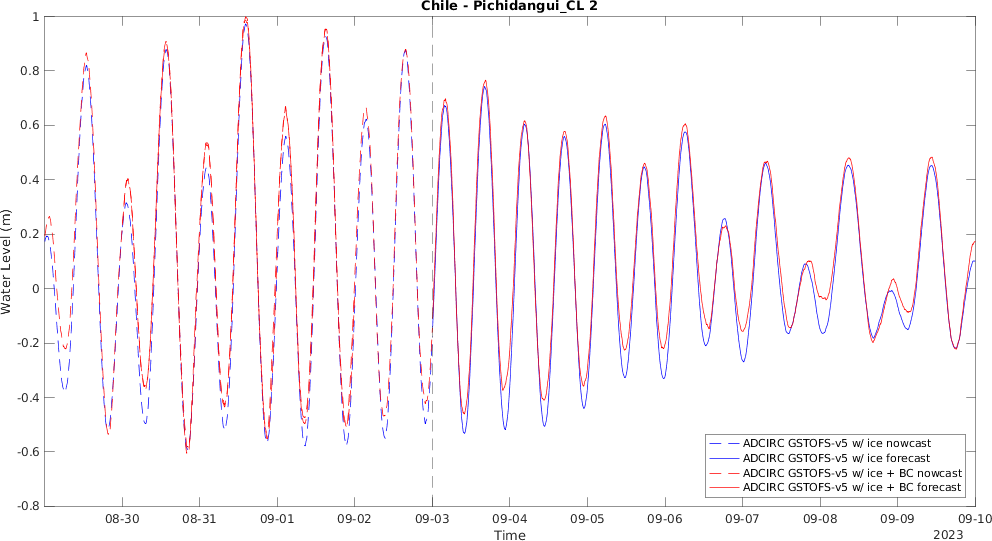 Chile - Pichidangui_CL 2
1
0.8
0.6
0.4
0.2
0
-0.2
-0.4
-0.6
-0.8
Water Level (m)
ADCIRC GSTOFS-v5 w/ ice nowcast
ADCIRC GSTOFS-v5 w/ ice forecast
ADCIRC GSTOFS-v5 w/ ice + BC nowcast
ADCIRC GSTOFS-v5 w/ ice + BC forecast
08-30 08-31 09-01 09-02 09-03 09-04 09-05 09-06 09-07 09-08 09-09 09-10
Time
2023